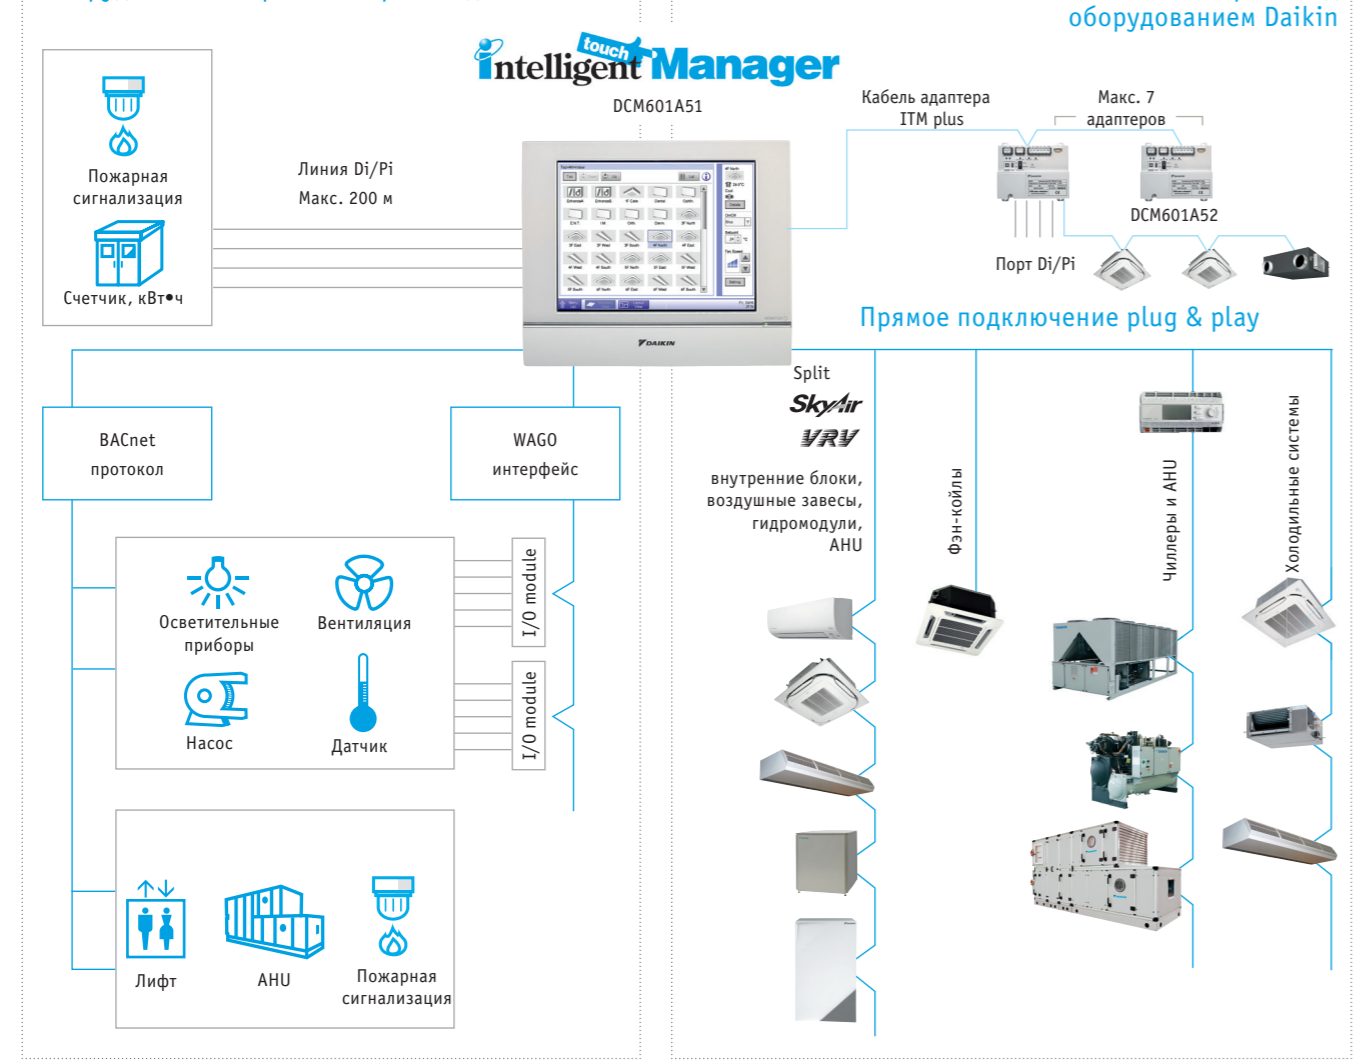 оборудованием Daikin
intelligent touch Manager
DCM601A51
Кабель адаптера
ITM plus
Макс. 7
адаптеров
Пожарная
сигнализация
Линия Di/Pi
Макс. 200 м
Счетчик, кВт•ч
DCM601A52
Порт Di/Pi
DAIKIN
Прямое подключение plug & play
BACnet
протокол
WAGO
интерфейс
Split
SkyAir
VRV
внутренние блоки,
воздушные завесы,
гидромодули,
AHU
Фэн-койлы
Чиллеры и AHU
Холодильные системы
Осветительные
приборы
Вентиляция
Насос
Датчик
I/O module
I/O module
Лифт
AHU
Пожарная
сигнализация